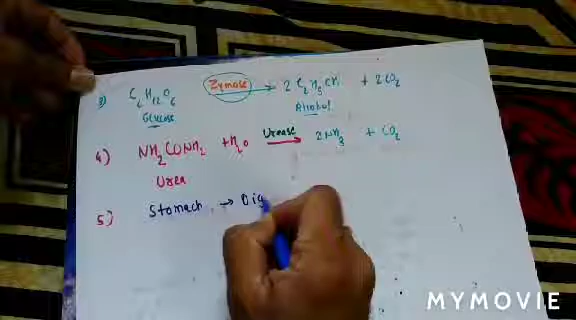 3) C6H12O6 Zymase → 2 C2H5OH + 2CO2
Glucose Alcohol
4) NH2CONH2 + H2O Urease → 2NH3 + CO2
Urea
5) Stomach → Dig
MYMOVIE